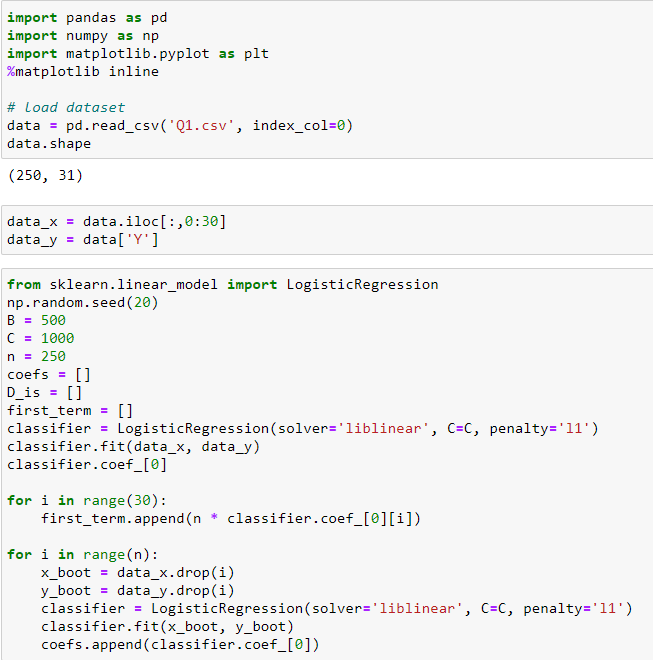 import pandas as pd
import numpy as np
import matplotlib.pyplot as plt
%matplotlib inline
# load dataset
data = pd.read_csv('Q1.csv', index_col=0)
data.shape
(250, 31)
data_x = data.iloc[:,0:30]
data_y = data['Y']
from sklearn.linear_model import LogisticRegression
np.random.seed(20)
B = 500
C = 1000
n = 250
coefs = []
D_is = []
first_term = []
classifier = LogisticRegression(solver='liblinear', C=C, penalty='l1')
classifier.fit(data_x, data_y)
classifier.coef_[0]
for i in range(30):
    first_term.append(n * classifier.coef_[0][i])
for i in range(n):
    x_boot = data_x.drop(i)
    y_boot = data_y.drop(i)
    classifier = LogisticRegression(solver='liblinear', C=C, penalty='l1')
    classifier.fit(x_boot, y_boot)
    coefs.append(classifier.coef_[0])